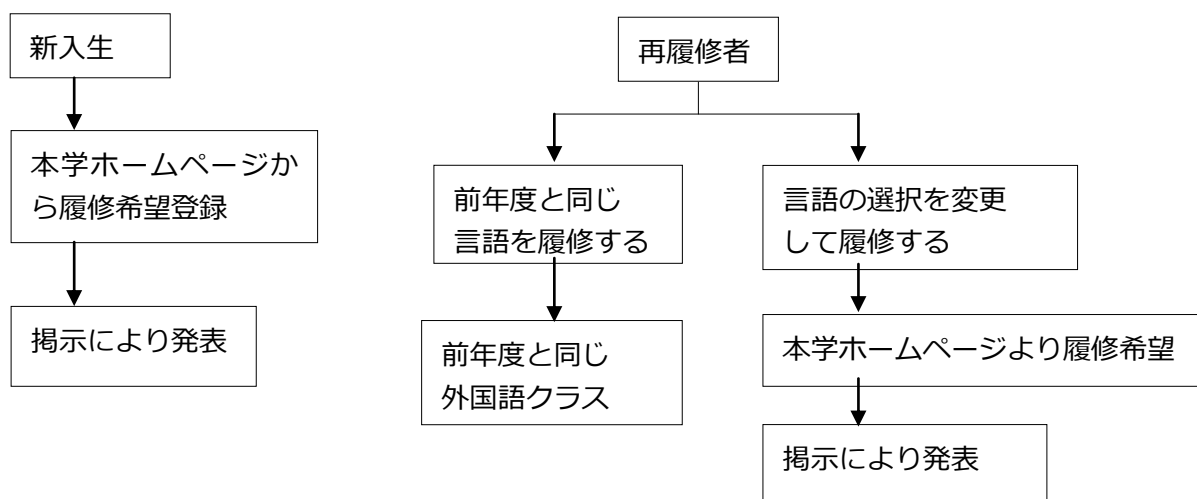 新入生
本学ホームページか
ら履修希望登録
掲示により発表
再履修者
前年度と同じ
言語を履修する
前年度と同じ
外国語クラス
言語の選択を変更
して履修する
本学ホームページより履修希望
掲示により発表